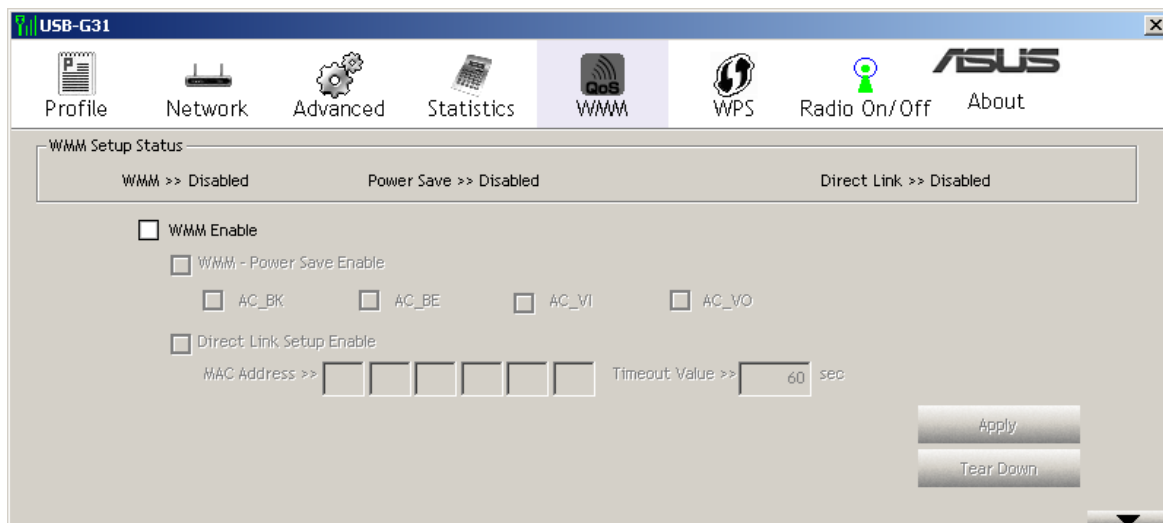 USB-G31
Profile Network Advanced Statistics QoS WMM WPS Radio On/Off ASUS About
WMM Setup Status
WMM >> Disabled Power Save >> Disabled Direct Link >> Disabled
WMM Enable
WMM - Power Save Enable
AC_BK AC_BE AC_VI AC_VO
Direct Link Setup Enable
MAC Address >> Timeout Value >> 60 sec
Apply
Tear Down